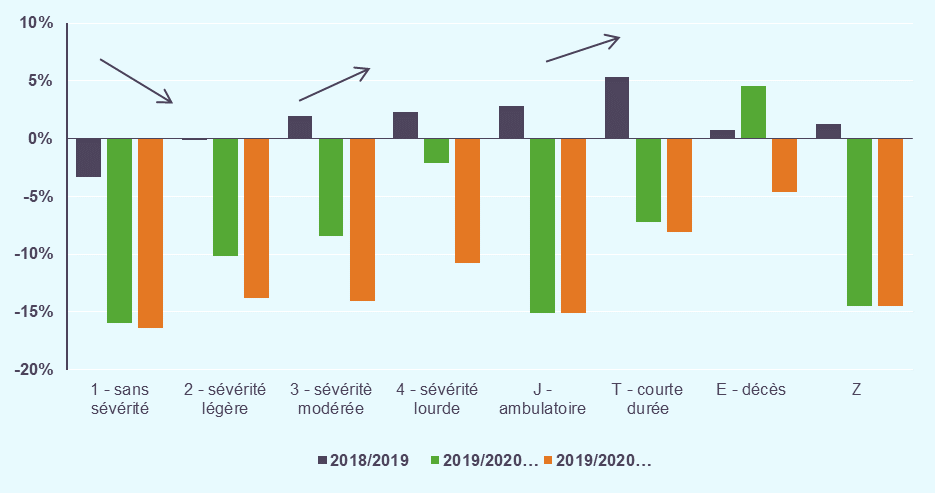 10%
5%
0%
-5%
-10%
-15%
-20%
1 - sans
sévérité
2 - sévérité
légère
3 - sévéritè
modérée
4 - sévérité
lourde
J -
ambulatoire
T - courte
durée
E - décès
Z
2018/2019
2019/2020...
2019/2020...